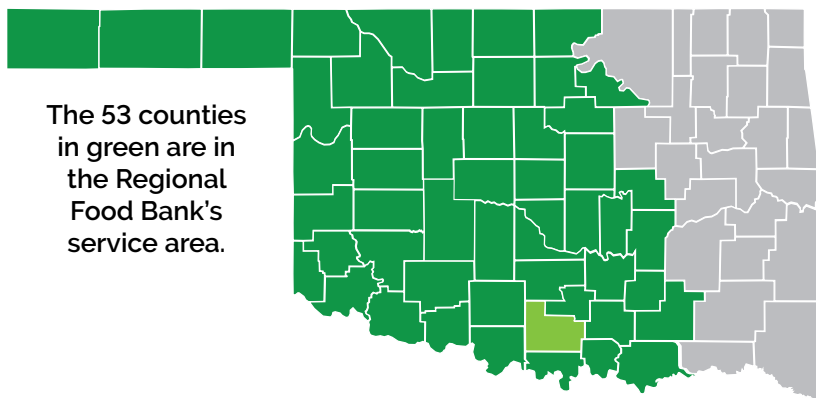 The 53 counties
in green are in
the Regional
Food Bank’s
service area.